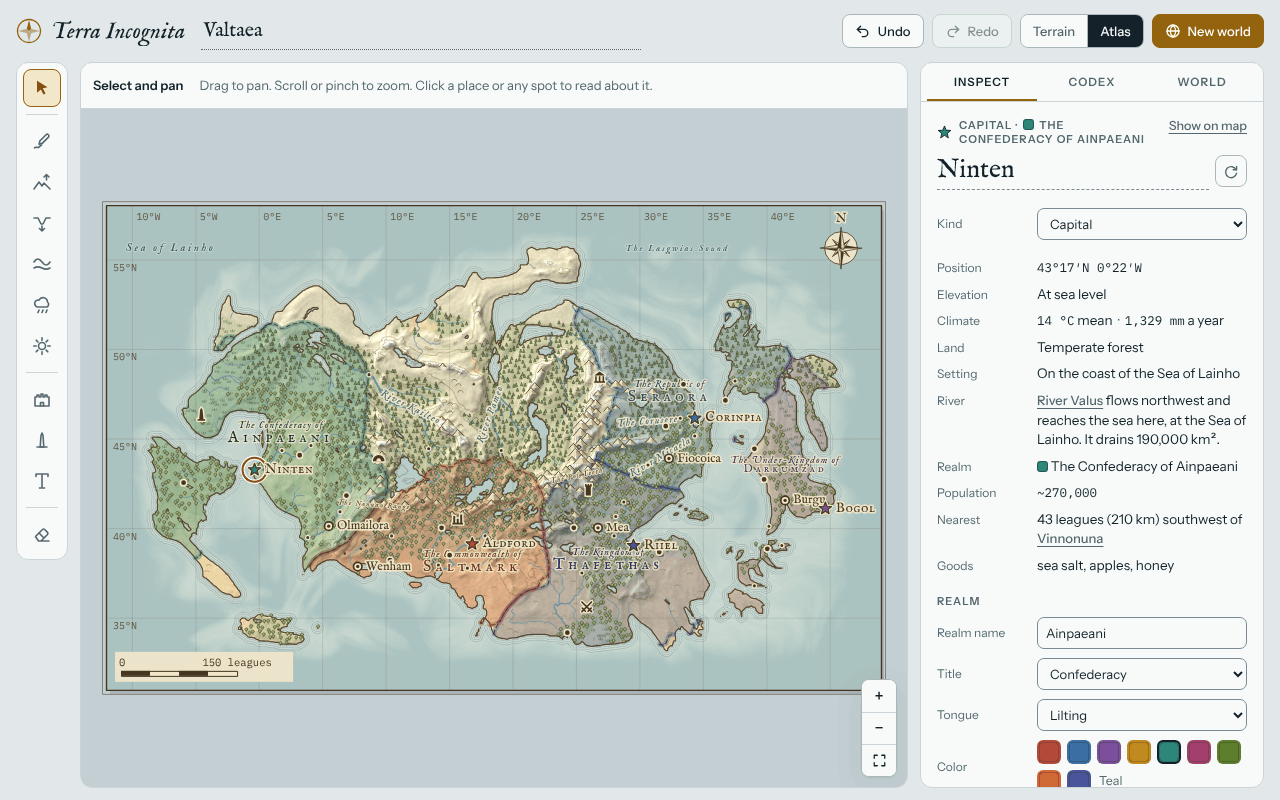 Terra Incognita
Valtaea
Undo
Redo
Terrain
Atlas
New world
Select and pan
Drag to pan. Scroll or pinch to zoom. Click a place or any spot to read about it.
10°W
5°W
0°E
5°E
10°E
15°E
20°E
25°E
30°E
35°E
40°E
N
Sea of Lainho
The Lasgwias Sound
55°N
50°N
45°N
40°N
35°N
The Republic of
SERAORA
CORINPIA
Fiocoica
The Confederacy of
AINPAEANI
NINTEN
The Under-Kingdom of
DARKUMZAD
Burgu
BOGOL
Olmailora
Mea
ALDFORD
The Commonwealth of
SALTMARK
Wenham
RIJEL
The Kingdom of
THAFETHAS
0
150 leagues
+
−
INSPECT
CODEX
WORLD
CAPITAL · THE
CONFEDERACY OF AINPAEANI
Show on map
Ninten
Kind
Capital
Position
43°17′N 0°22′W
Elevation
At sea level
Climate
14 °C mean · 1,329 mm a year
Land
Temperate forest
Setting
On the coast of the Sea of Lainho
River
River Valus flows northwest and
reaches the sea here, at the Sea of
Lainho. It drains 190,000 km².
Realm
The Confederacy of Ainpaeani
Population
~270,000
Nearest
43 leagues (210 km) southwest of
Vinnonuna
Goods
sea salt, apples, honey
REALM
Realm name
Ainpaeani
Title
Confederacy
Tongue
Lilting
Color
Teal